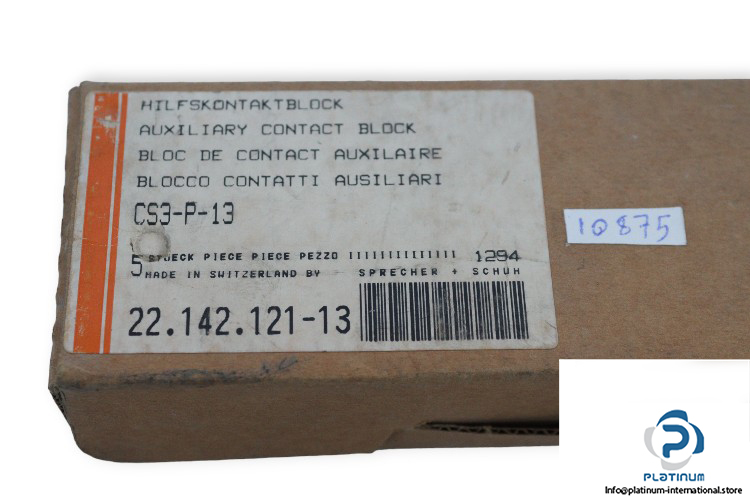 HILFSKONTAKTBLOCK
AUXILIARY CONTACT BLOCK
BLOC DE CONTACT AUXILAIRE
BLOCCO CONTATTI AUSILIARI
CS3-P-13
5 STUECK PIECE PIECE PEZZO 1294
MADE IN SWITZERLAND BY SPRECHER + SCHUH
22.142.121-13
10875
PLATINUM
Info@platinum-international.store